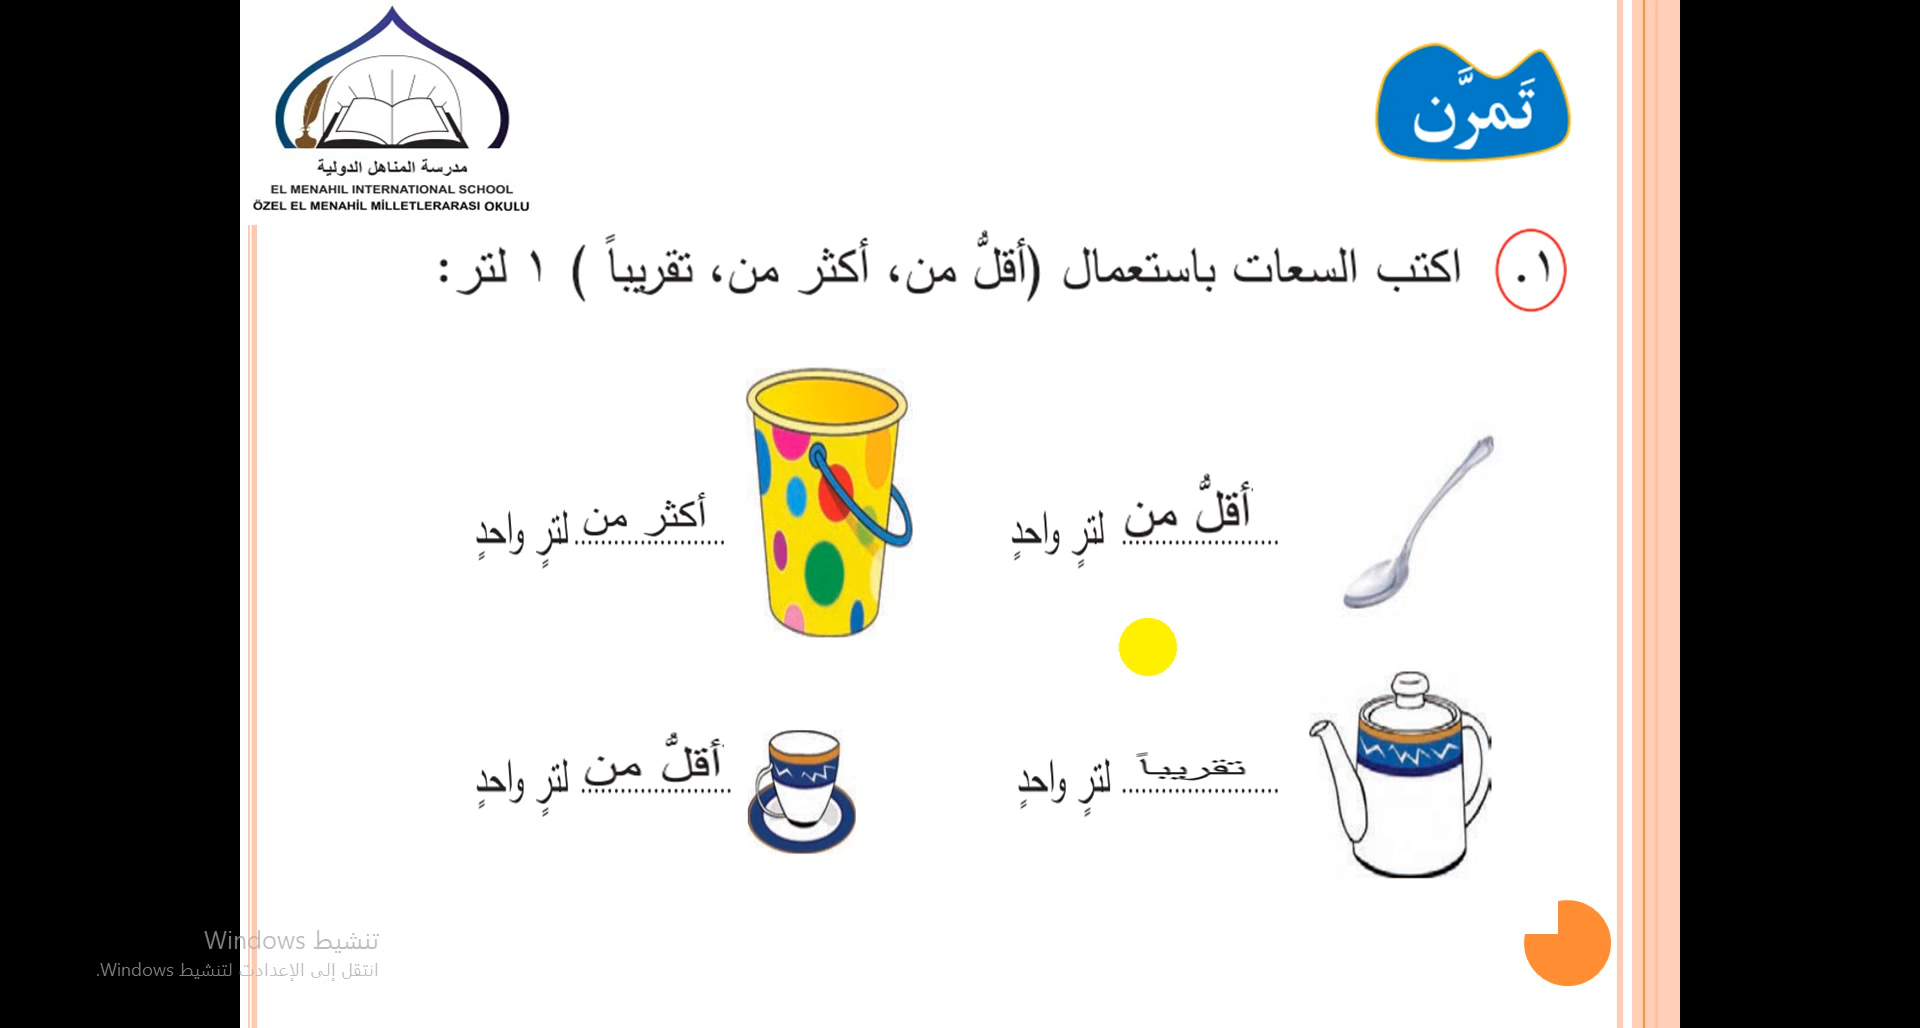 مدرسة المناهل الدولية
EL MENAHIL INTERNATIONAL SCHOOL
ÖZEL EL MENAHİL MİLLETLERARASI OKULU
تَمرَّن
١. اكتب السعات باستعمال (أقلُّ من، أكثر من، تقريباً ) ١ لتر:
أقلُّ من لترٍ واحدٍ
أكثر من لترٍ واحدٍ
تقريباً لترٍ واحدٍ
أقلُّ من لترٍ واحدٍ
تنشيط Windows
انتقل إلى الإعدادت لتنشيط Windows.